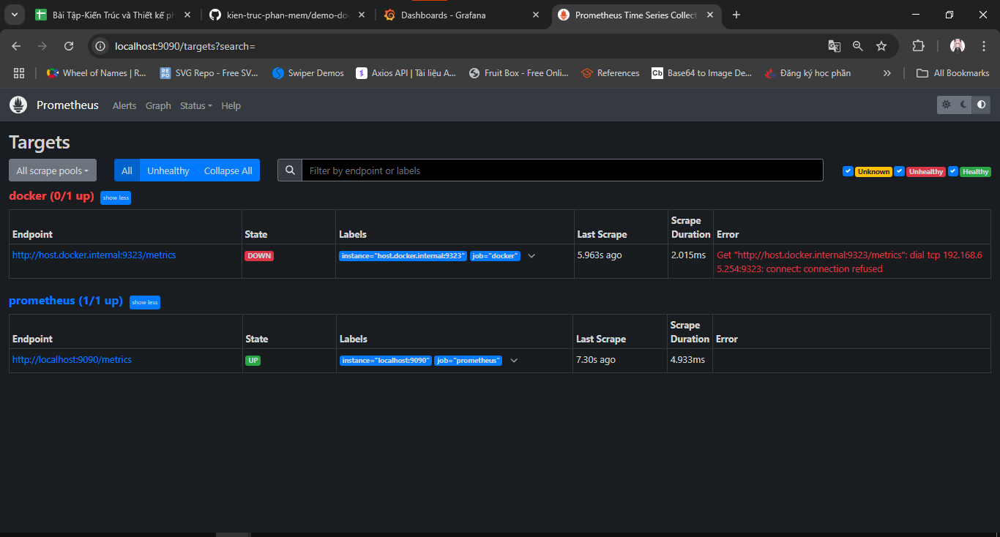 Bài Tập-Kiến Trúc và Thiết kế ph
kien-truc-phan-mem/demo-do
Dashboards - Grafana
Prometheus Time Series Collect
localhost:9090/targets?search=
Wheel of Names | R...
REPO
SVG Repo - Free SV...
Swiper Demos
Axios API | Tài liệu A...
Fruit Box - Free Onli...
References
Cb
Base64 to Image De...
Đăng ký học phần
All Bookmarks
Prometheus
Alerts
Graph
Status
Help
Targets
All scrape pools
All
Unhealthy
Collapse All
Filter by endpoint or labels
Unknown
Unhealthy
Healthy
docker (0/1 up)
show less
Endpoint
State
Labels
Last Scrape
Scrape
Duration
Error
http://host.docker.internal:9323/metrics
DOWN
instance="host.docker.internal:9323"
job="docker"
5.963s ago
2.015ms
Get "http://host.docker.internal:9323/metrics": dial tcp 192.168.6
5.254:9323: connect: connection refused
prometheus (1/1 up)
show less
Endpoint
State
Labels
Last Scrape
Scrape
Duration
Error
http://localhost:9090/metrics
UP
instance="localhost:9090"
job="prometheus"
7.30s ago
4.933ms